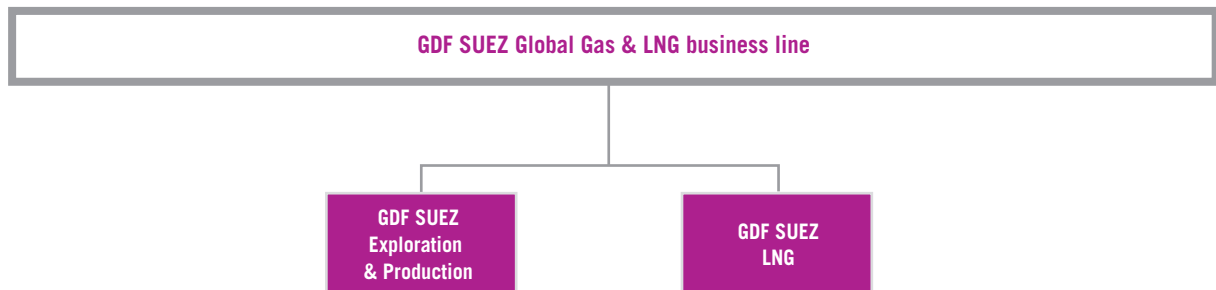 GDF SUEZ Global Gas & LNG business line
GDF SUEZ
Exploration
& Production
GDF SUEZ
LNG